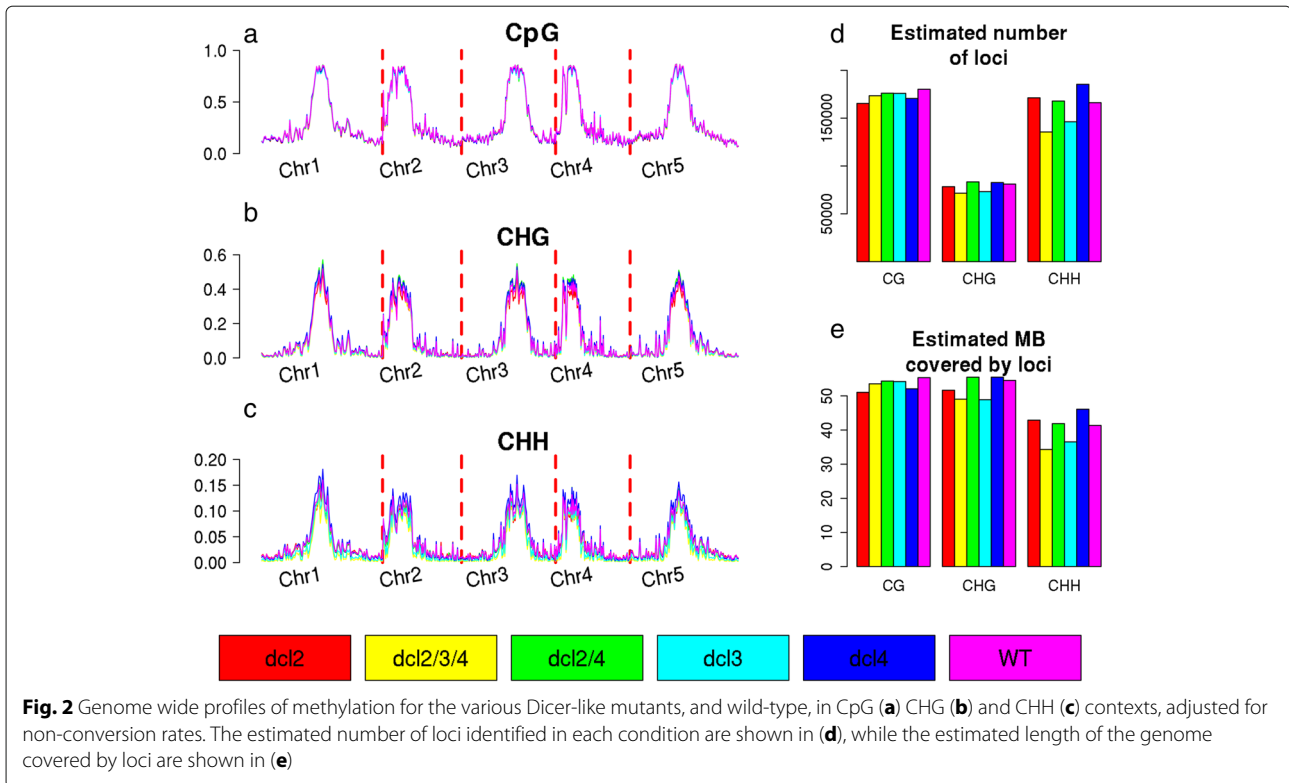 a
CpG
1.0
0.5
0.0
Chr1 Chr2 Chr3 Chr4 Chr5
b
CHG
0.6
0.4
0.2
0.0
Chr1 Chr2 Chr3 Chr4 Chr5
c
CHH
0.20
0.15
0.10
0.05
0.00
Chr1 Chr2 Chr3 Chr4 Chr5
d
Estimated number
of loci
150000
50000
CG CHG CHH
e
Estimated MB
covered by loci
50
40
30
20
10
0
CG CHG CHH
dcl2 dcl2/3/4 dcl2/4 dcl3 dcl4 WT
Fig. 2 Genome wide profiles of methylation for the various Dicer-like mutants, and wild-type, in CpG (a) CHG (b) and CHH (c) contexts, adjusted for
non-conversion rates. The estimated number of loci identified in each condition are shown in (d), while the estimated length of the genome
covered by loci are shown in (e)